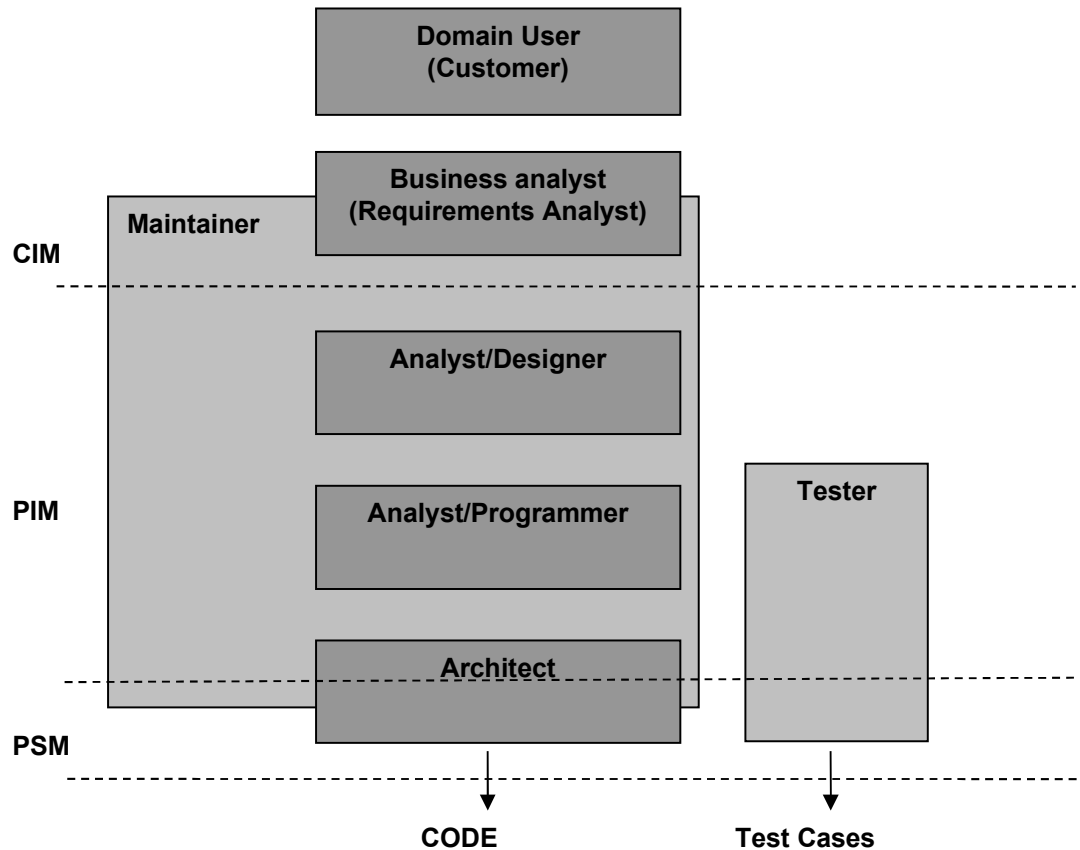 Domain User
(Customer)
Business analyst
(Requirements Analyst)
Maintainer
CIM
Analyst/Designer
PIM
Analyst/Programmer
Tester
Architect
PSM
CODE
Test Cases